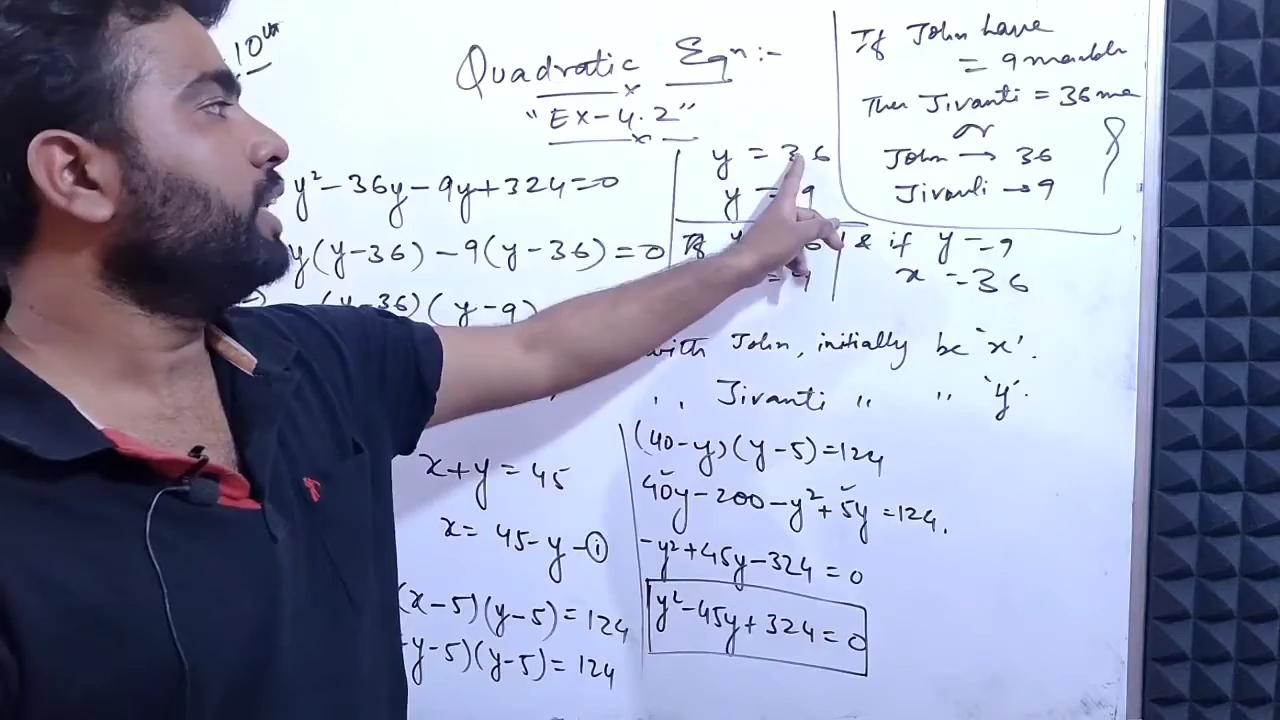 10th
Quadratic Eqn:-
"EX-4.2"
y² - 36y - 9y + 324 = 0
y(y-36) - 9(y-36) = 0
(y-36)(y-9)
y = 36
y = 9
If John have
= 9 marbl
Then Jivanti = 36 ma
or
John → 36
Jivanti → 9
If y
& if y = 9
x = 36
with John, initially be 'x'.
,, Jivanti '' '' 'y'.
x+y = 45
x = 45-y -①
(x-5)(y-5) = 124
-y-5)(y-5) = 124
(40-y)(y-5) = 124
40y - 200 - y² + 5y = 124.
-y² + 45y - 324 = 0
y² - 45y + 324 = 0